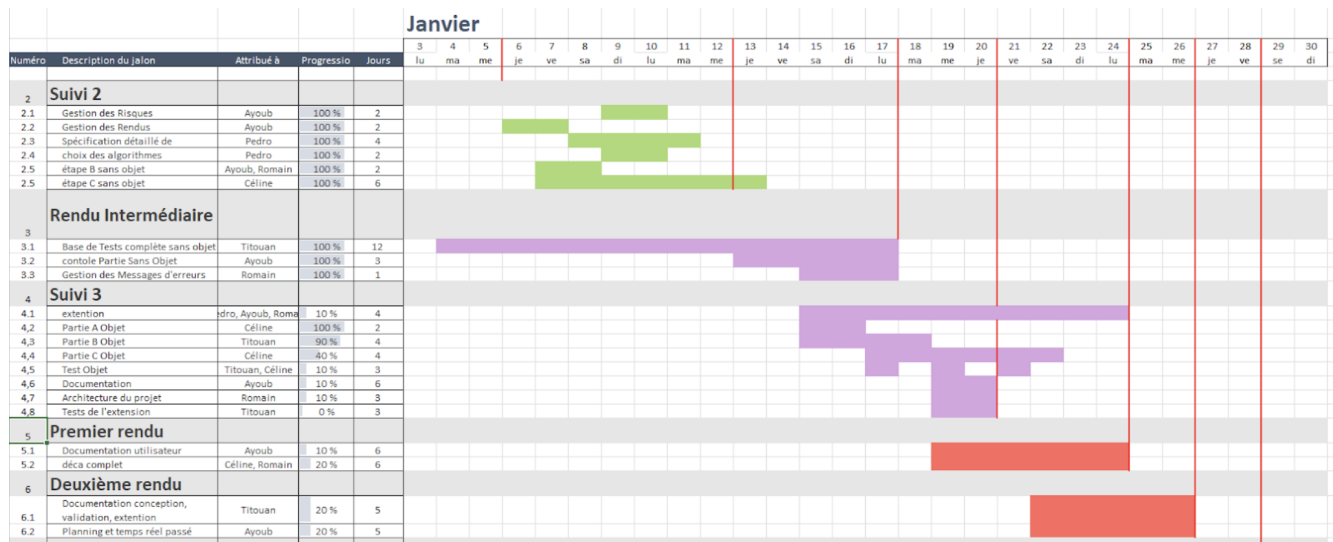 Janvier
3 4 5 6 7 8 9 10 11 12 13 14 15 16 17 18 19 20 21 22 23 24 25 26 27 28 29 30
Numéro Description du jalon Attribué à Progressio Jours lu ma me je ve sa di lu ma me je ve sa di lu ma me je ve sa di lu ma me je ve se di
2 Suivi 2
2.1 Gestion des Risques Ayoub 100 % 2
2.2 Gestion des Rendus Ayoub 100 % 2
2.3 Spécification détaillé de Pedro 100 % 4
2.4 choix des algorithmes Pedro 100 % 2
2.5 étape B sans objet Ayoub, Romain 100 % 2
2.5 étape C sans objet Céline 100 % 6
3 Rendu Intermédiaire
3.1 Base de Tests complète sans objet Titouan 100 % 12
3.2 contole Partie Sans Objet Ayoub 100 % 3
3.3 Gestion des Messages d'erreurs Romain 100 % 1
4 Suivi 3
4.1 extention edro, Ayoub, Roma 10 % 4
4,2 Partie A Objet Céline 100 % 2
4,3 Partie B Objet Titouan 90 % 4
4,4 Partie C Objet Céline 40 % 4
4,5 Test Objet Titouan, Céline 10 % 3
4,6 Documentation Ayoub 10 % 6
4,7 Architecture du projet Romain 10 % 3
4,8 Tests de l'extension Titouan 0 % 3
5 Premier rendu
5.1 Documentation utilisateur Ayoub 10 % 6
5.2 déca complet Céline, Romain 20 % 6
6 Deuxième rendu
Documentation conception,
6.1 validation, extention Titouan 20 % 5
6.2 Planning et temps réel passé Ayoub 20 % 5